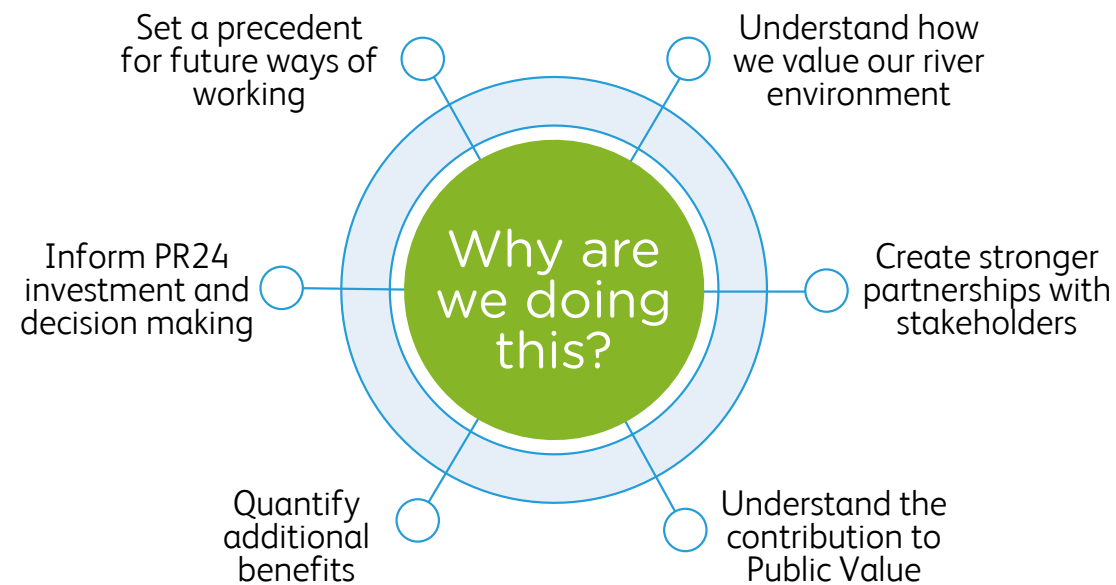 Set a precedent
for future ways of
working
Understand how
we value our river
environment
Inform PR24
investment and
decision making
Why are
we doing
this?
Create stronger
partnerships with
stakeholders
Quantify
additional
benefits
Understand the
contribution to
Public Value